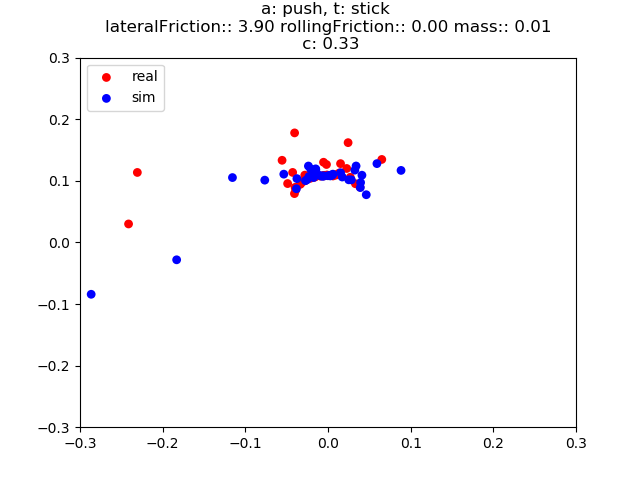 a: push, t: stick
lateralFriction:: 3.90 rollingFriction:: 0.00 mass:: 0.01
c: 0.33
real
sim
0.3
0.2
0.1
0.0
−0.1
−0.2
−0.3
−0.3
−0.2
−0.1
0.0
0.1
0.2
0.3